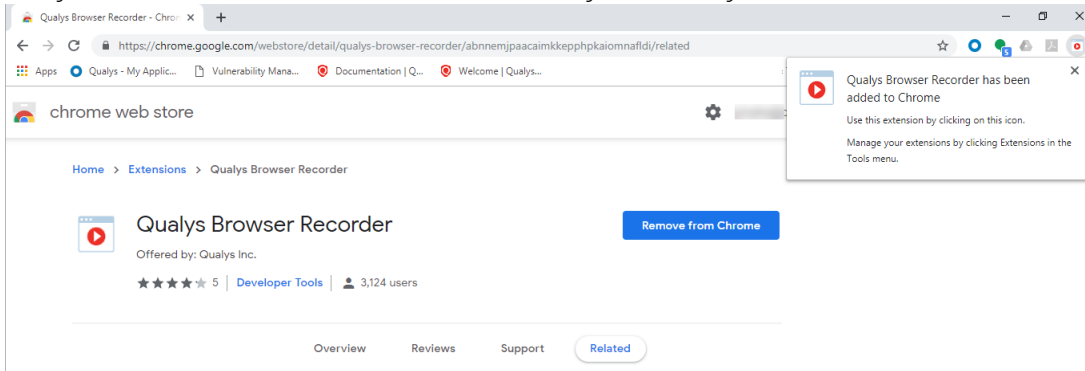 Qualys Browser Recorder - Chron
https://chrome.google.com/webstore/detail/qualys-browser-recorder/abnnemjpaacaimkkepphpkaiomnafldi/related
5
Apps Qualys - My Applic... Vulnerability Mana... Documentation | Q... Welcome | Qualys...
Qualys Browser Recorder has been
added to Chrome
Use this extension by clicking on this icon.
Manage your extensions by clicking Extensions in the
Tools menu.
chrome web store
Home > Extensions > Qualys Browser Recorder
Qualys Browser Recorder
Remove from Chrome
Offered by: Qualys Inc.
5 | Developer Tools | 3,124 users
Overview Reviews Support Related